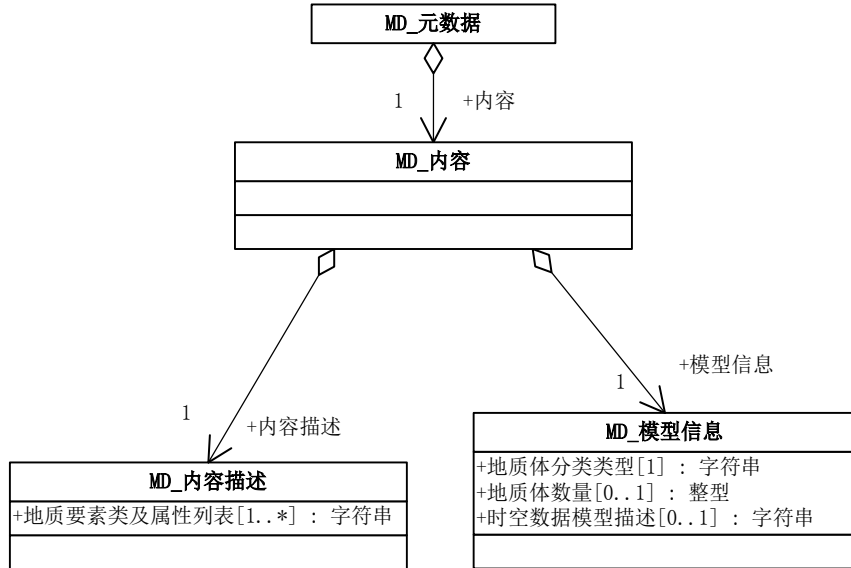 MD_元数据
1
+内容
MD_内容
+模型信息
1
1
+内容描述
MD_模型信息
+地质体分类类型[1] : 字符串
+地质体数量[0..1] : 整型
+时空数据模型描述[0..1] : 字符串
MD_内容描述
+地质要素类及属性列表[1..*] : 字符串